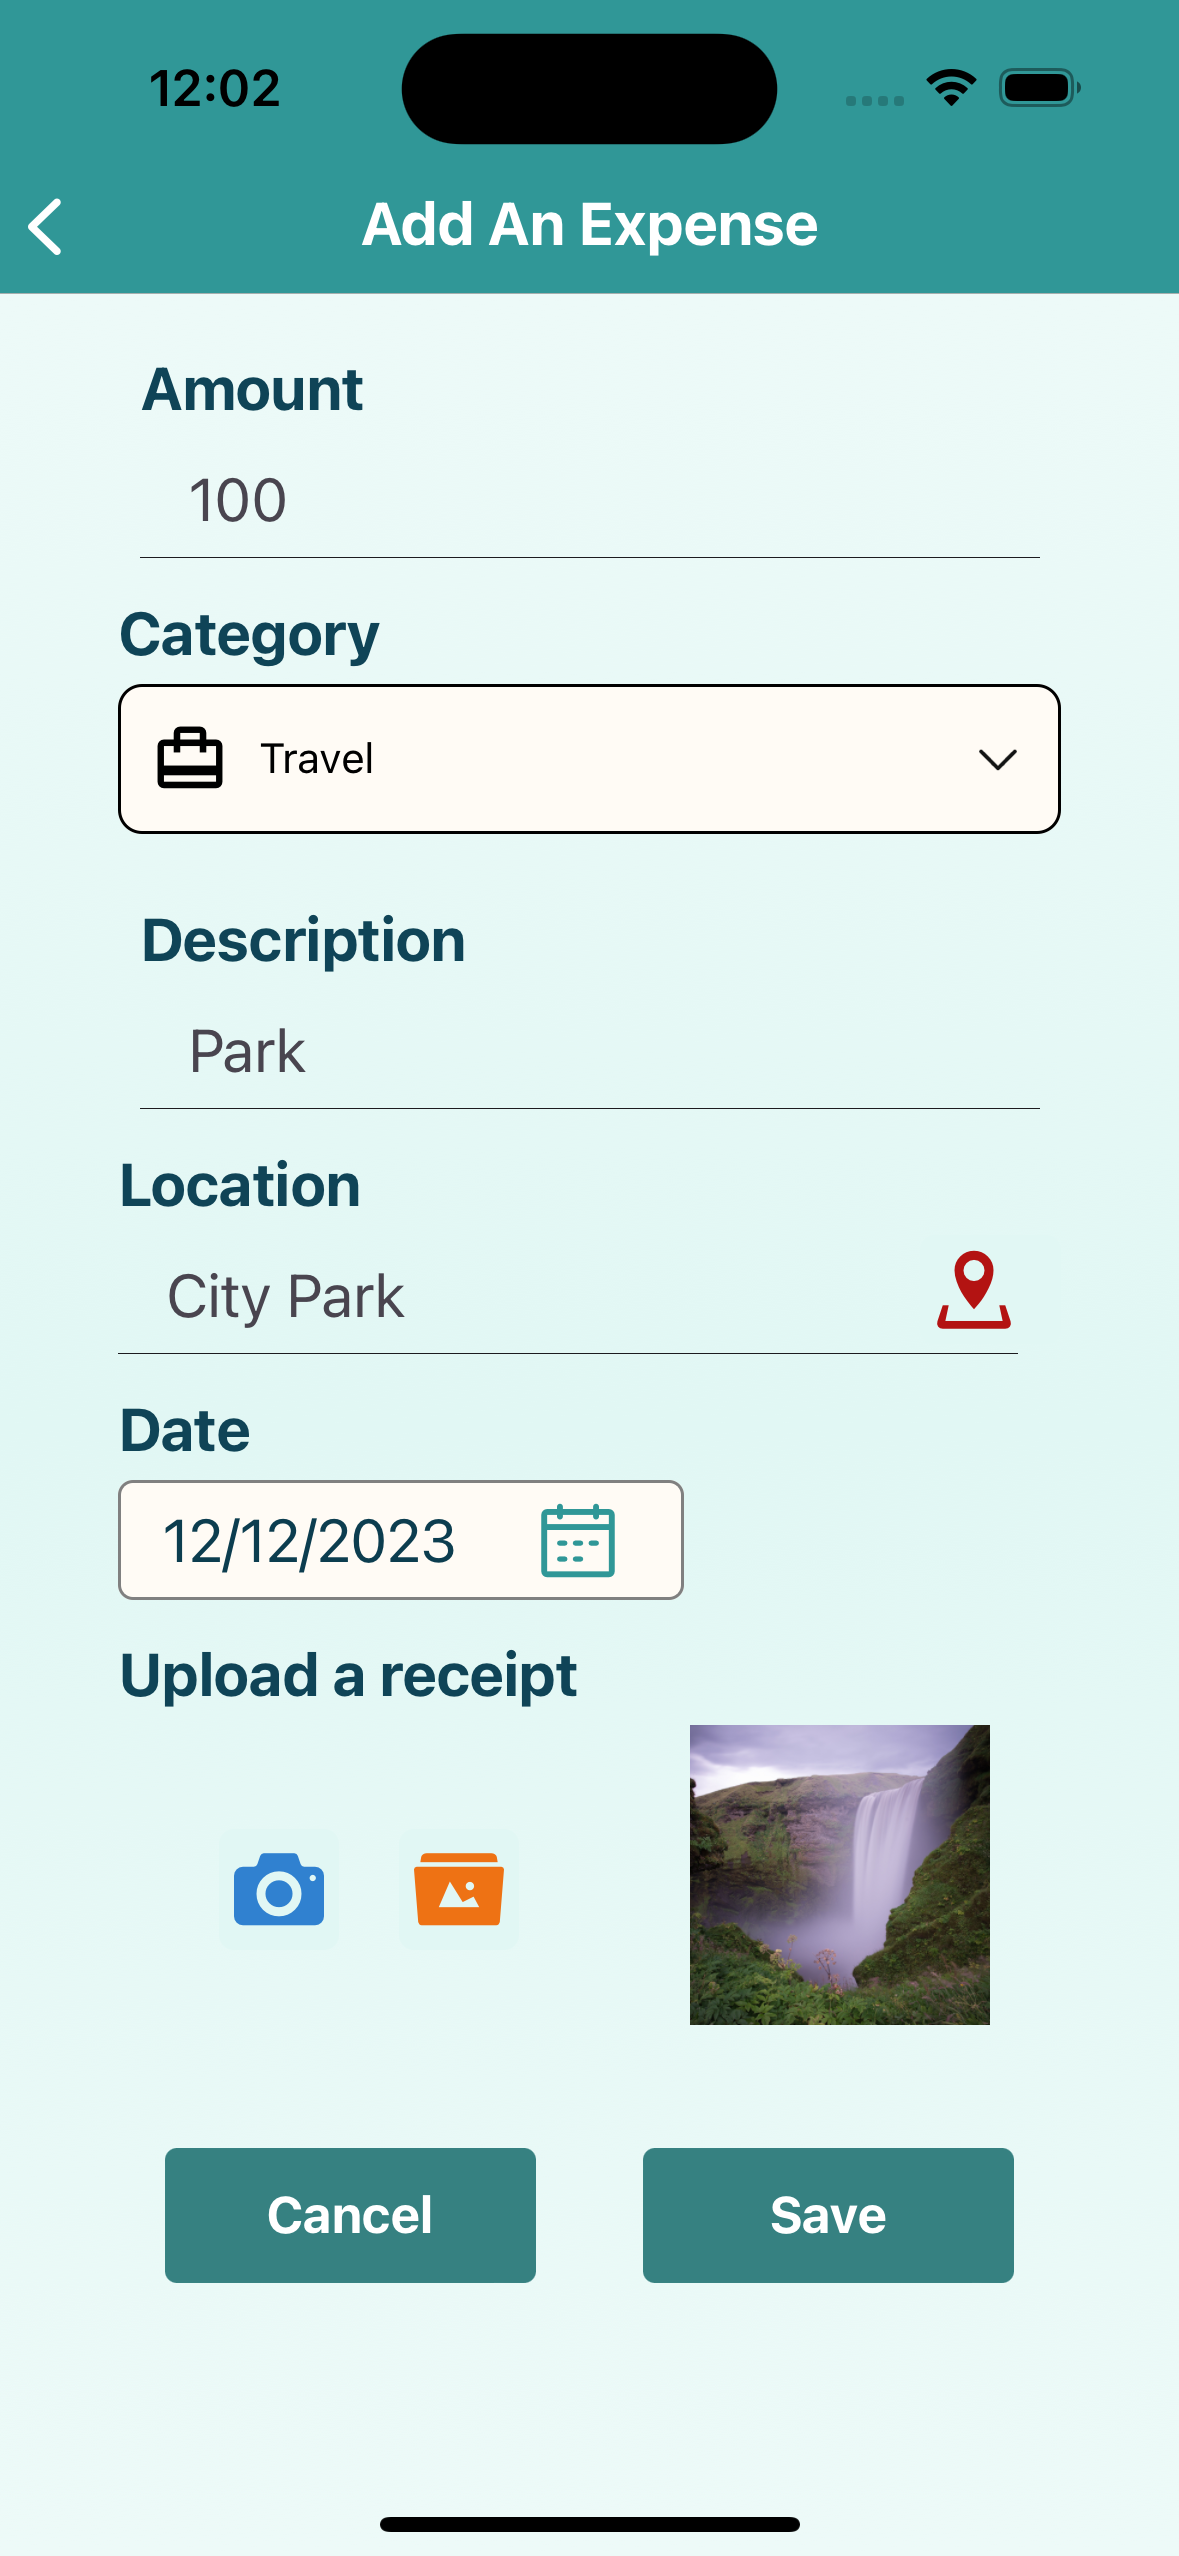 12:02
Add An Expense
Amount
100
Category
Travel
Description
Park
Location
City Park
Date
12/12/2023
Upload a receipt
Cancel
Save